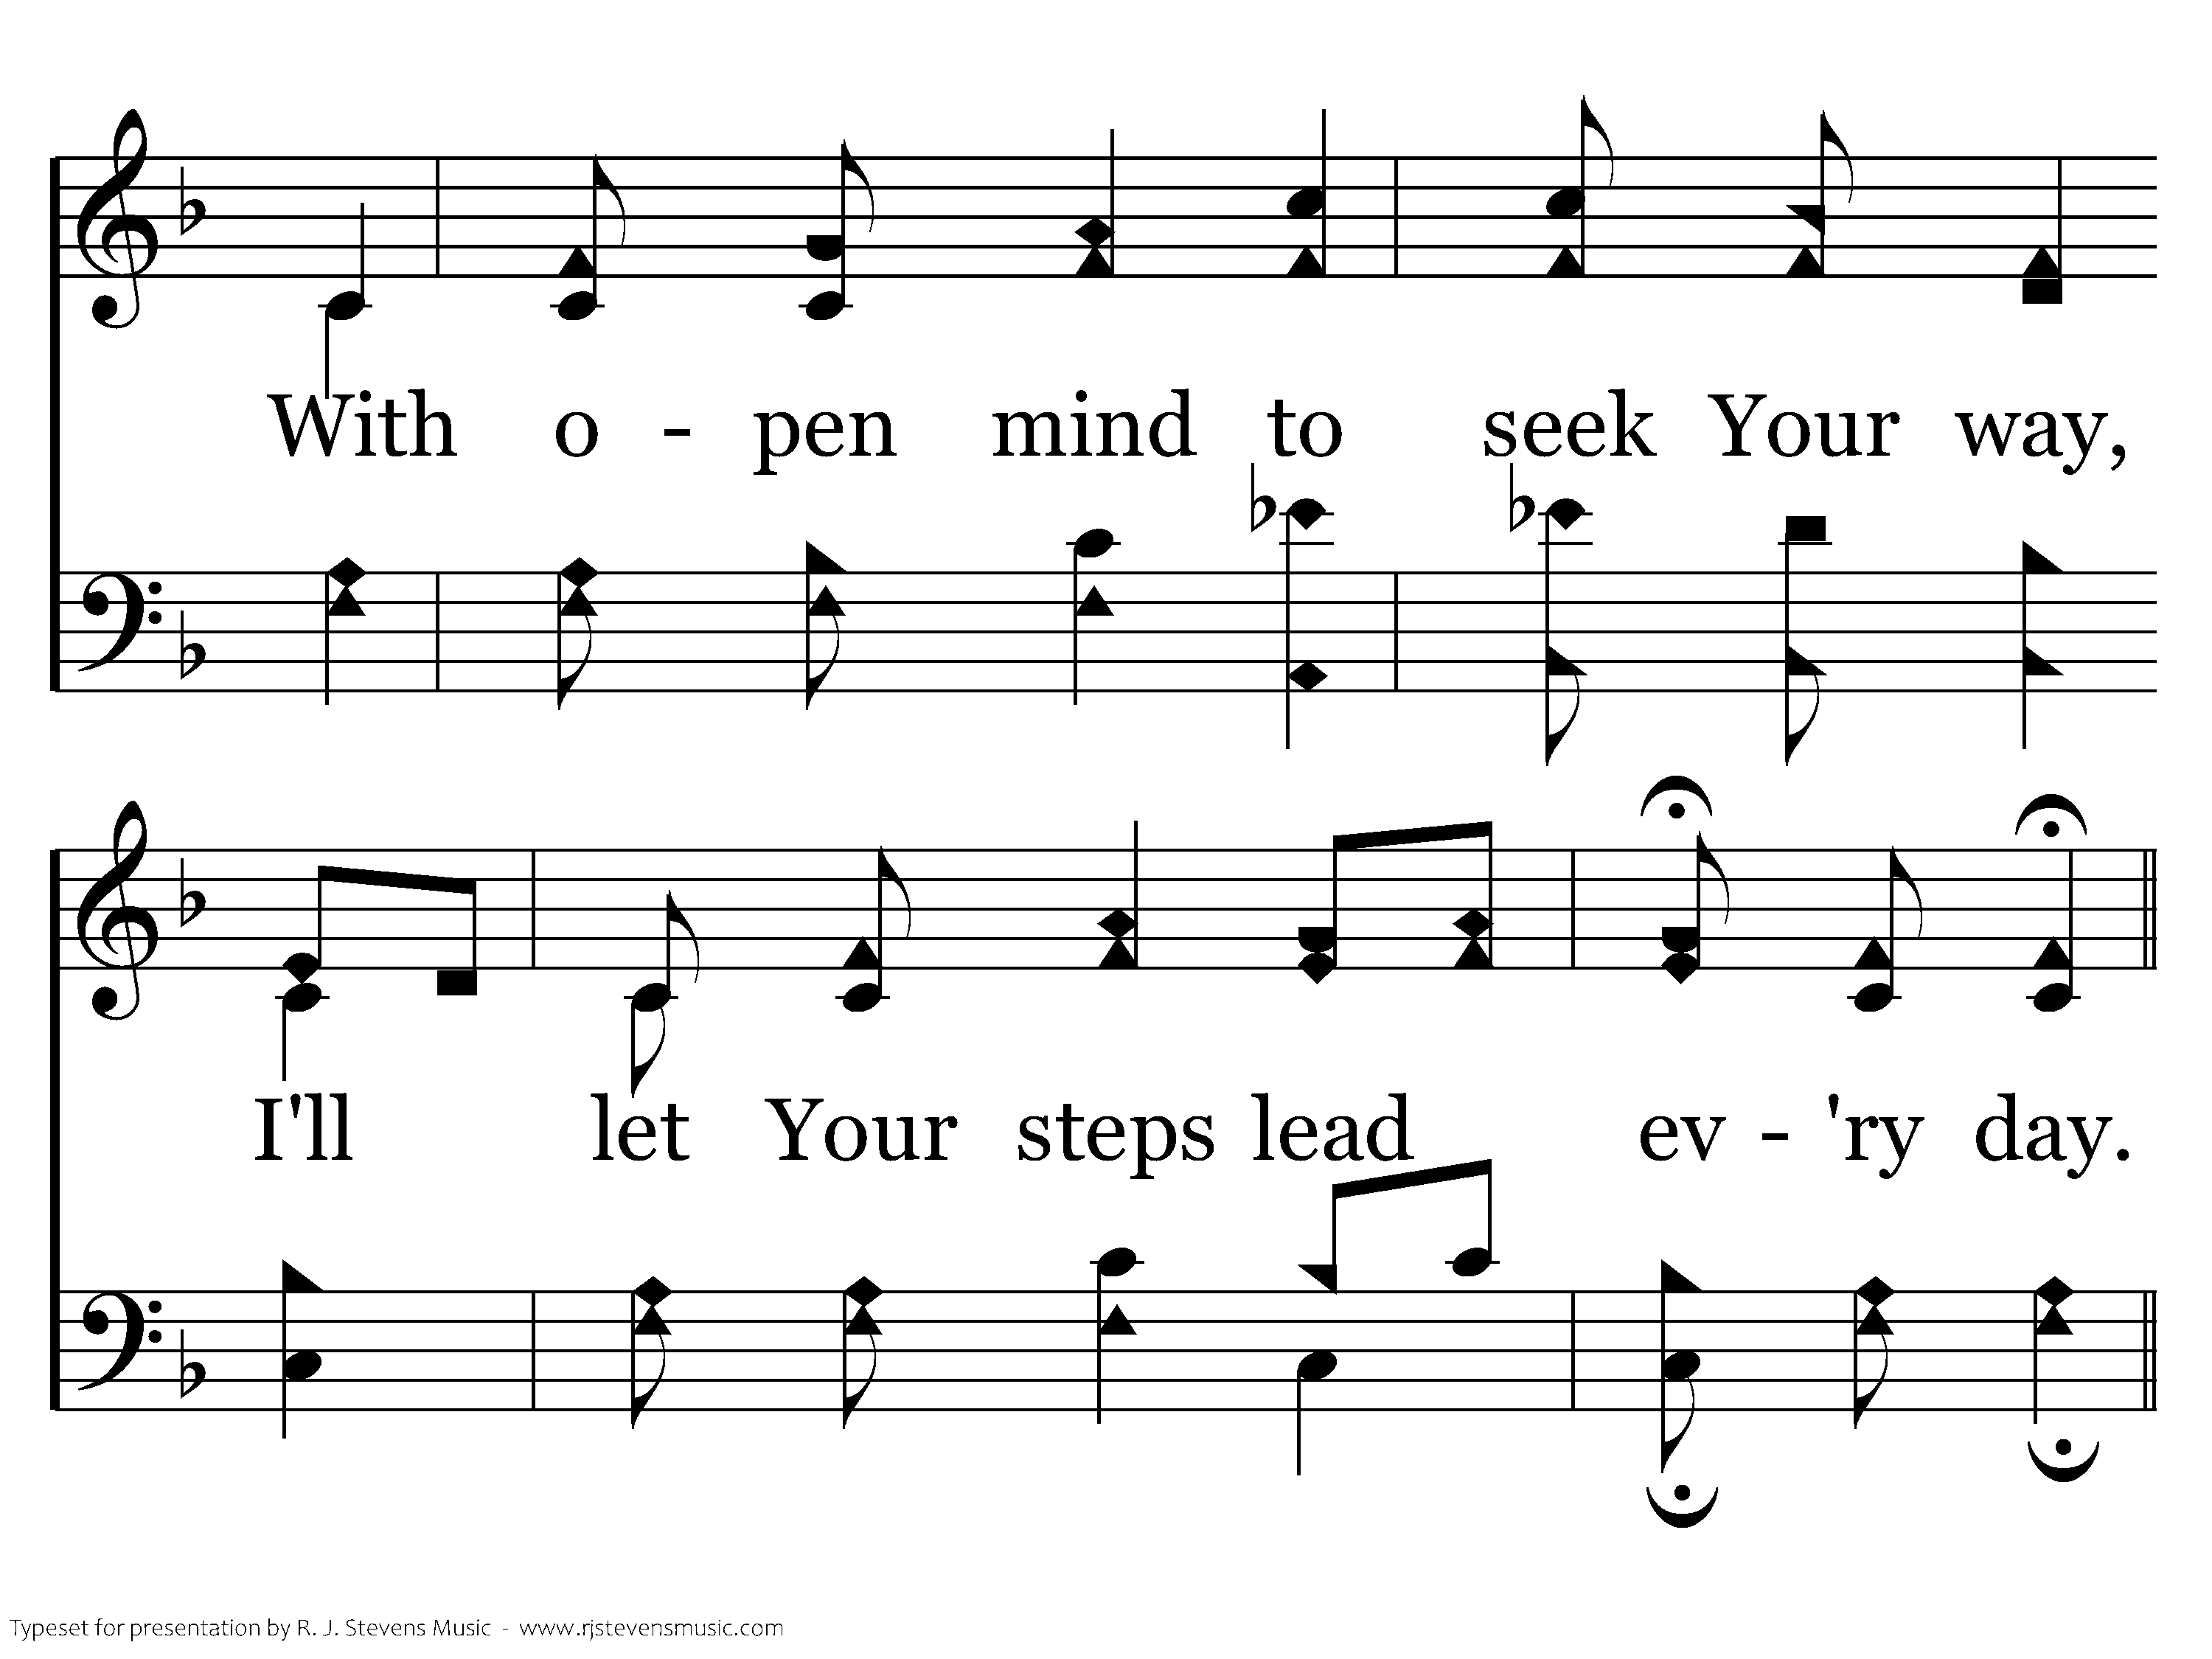 With o - pen mind to seek Your way,
I'll let Your steps lead ev - 'ry day.
Typeset for presentation by R. J. Stevens Music - www.rjstevensmusic.com